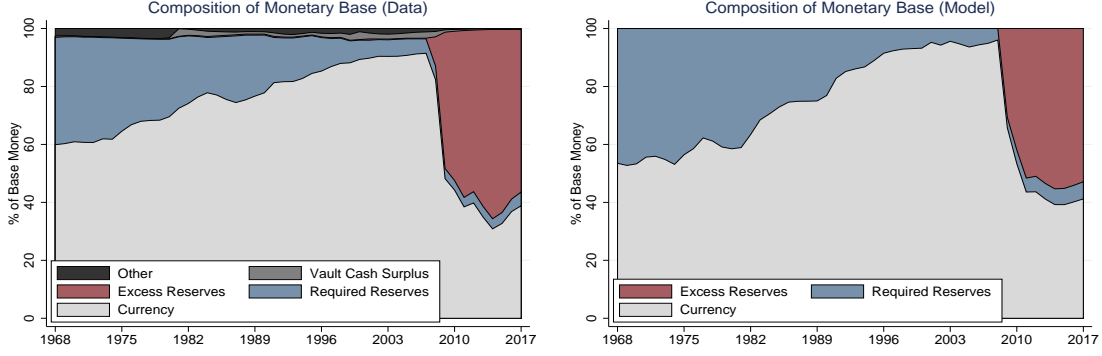 Composition of Monetary Base (Data)
% of Base Money
100
80
60
40
20
0
Other
Vault Cash Surplus
Excess Reserves
Required Reserves
Currency
1968 1975 1982 1989 1996 2003 2010 2017
Composition of Monetary Base (Model)
% of Base Money
100
80
60
40
20
0
Excess Reserves
Required Reserves
Currency
1968 1975 1982 1989 1996 2003 2010 2017